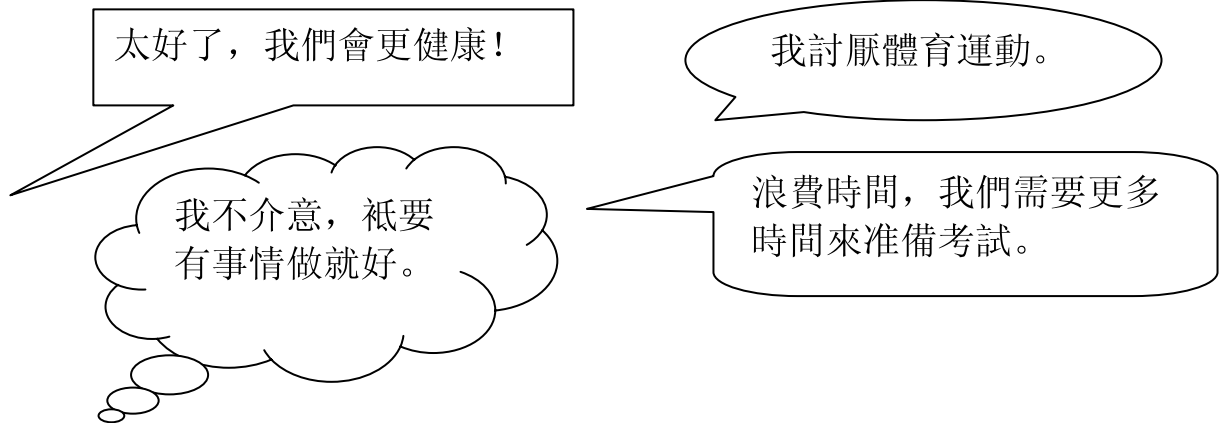 太好了，我們會更健康！
我討厭體育運動。
我不介意，衹要
有事情做就好。
浪費時間，我們需要更多
時間來准備考試。